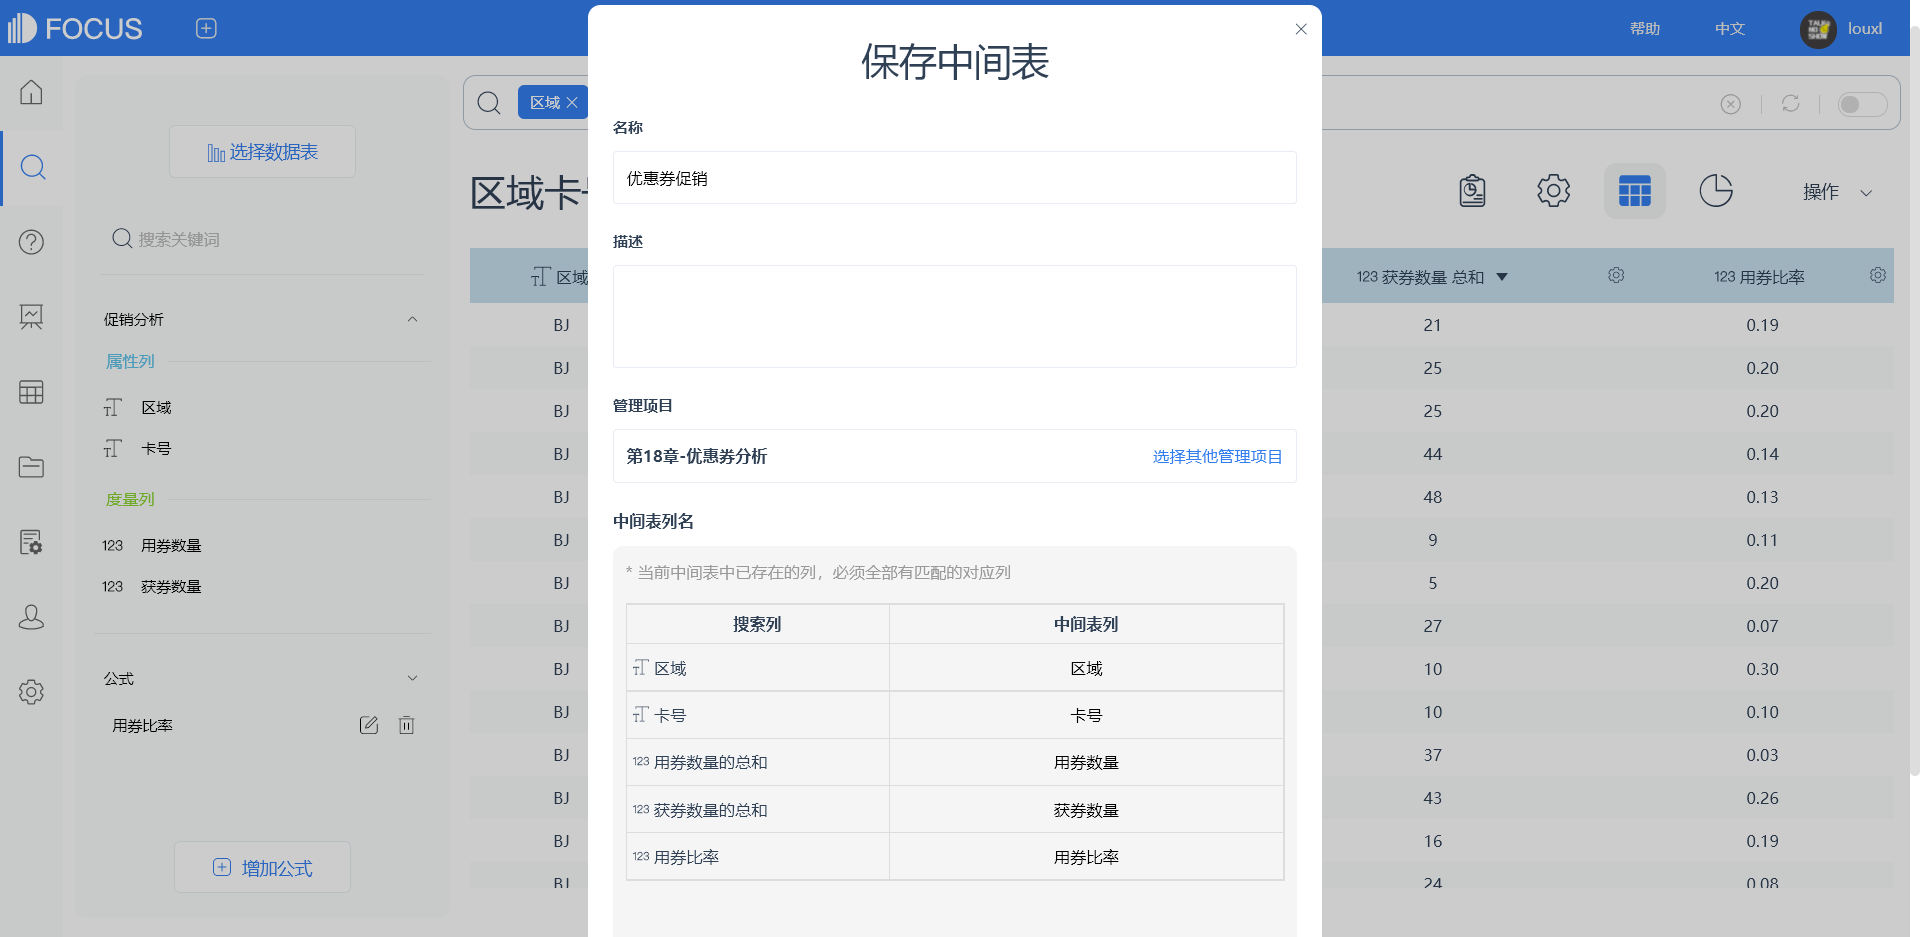 FOCUS
帮助
中文
louxl
选择数据表
搜索关键词
促销分析
属性列
区域
卡号
度量列
123 用券数量
123 获券数量
公式
用券比率
增加公式
区域
区域卡
操作
区域
123 获券数量 总和
123 用券比率
BJ 21 0.19
BJ 25 0.20
BJ 25 0.20
BJ 44 0.14
BJ 48 0.13
BJ 9 0.11
BJ 5 0.20
BJ 27 0.07
BJ 10 0.30
BJ 10 0.10
BJ 37 0.03
BJ 43 0.26
BJ 16 0.19
BJ 24 0.08
保存中间表
名称
优惠券促销
描述
管理项目
第18章-优惠券分析
选择其他管理项目
中间表列名
* 当前中间表中已存在的列，必须全部有匹配的对应列
搜索列 中间表列
区域 区域
卡号 卡号
123 用券数量的总和 用券数量
123 获券数量的总和 获券数量
123 用券比率 用券比率